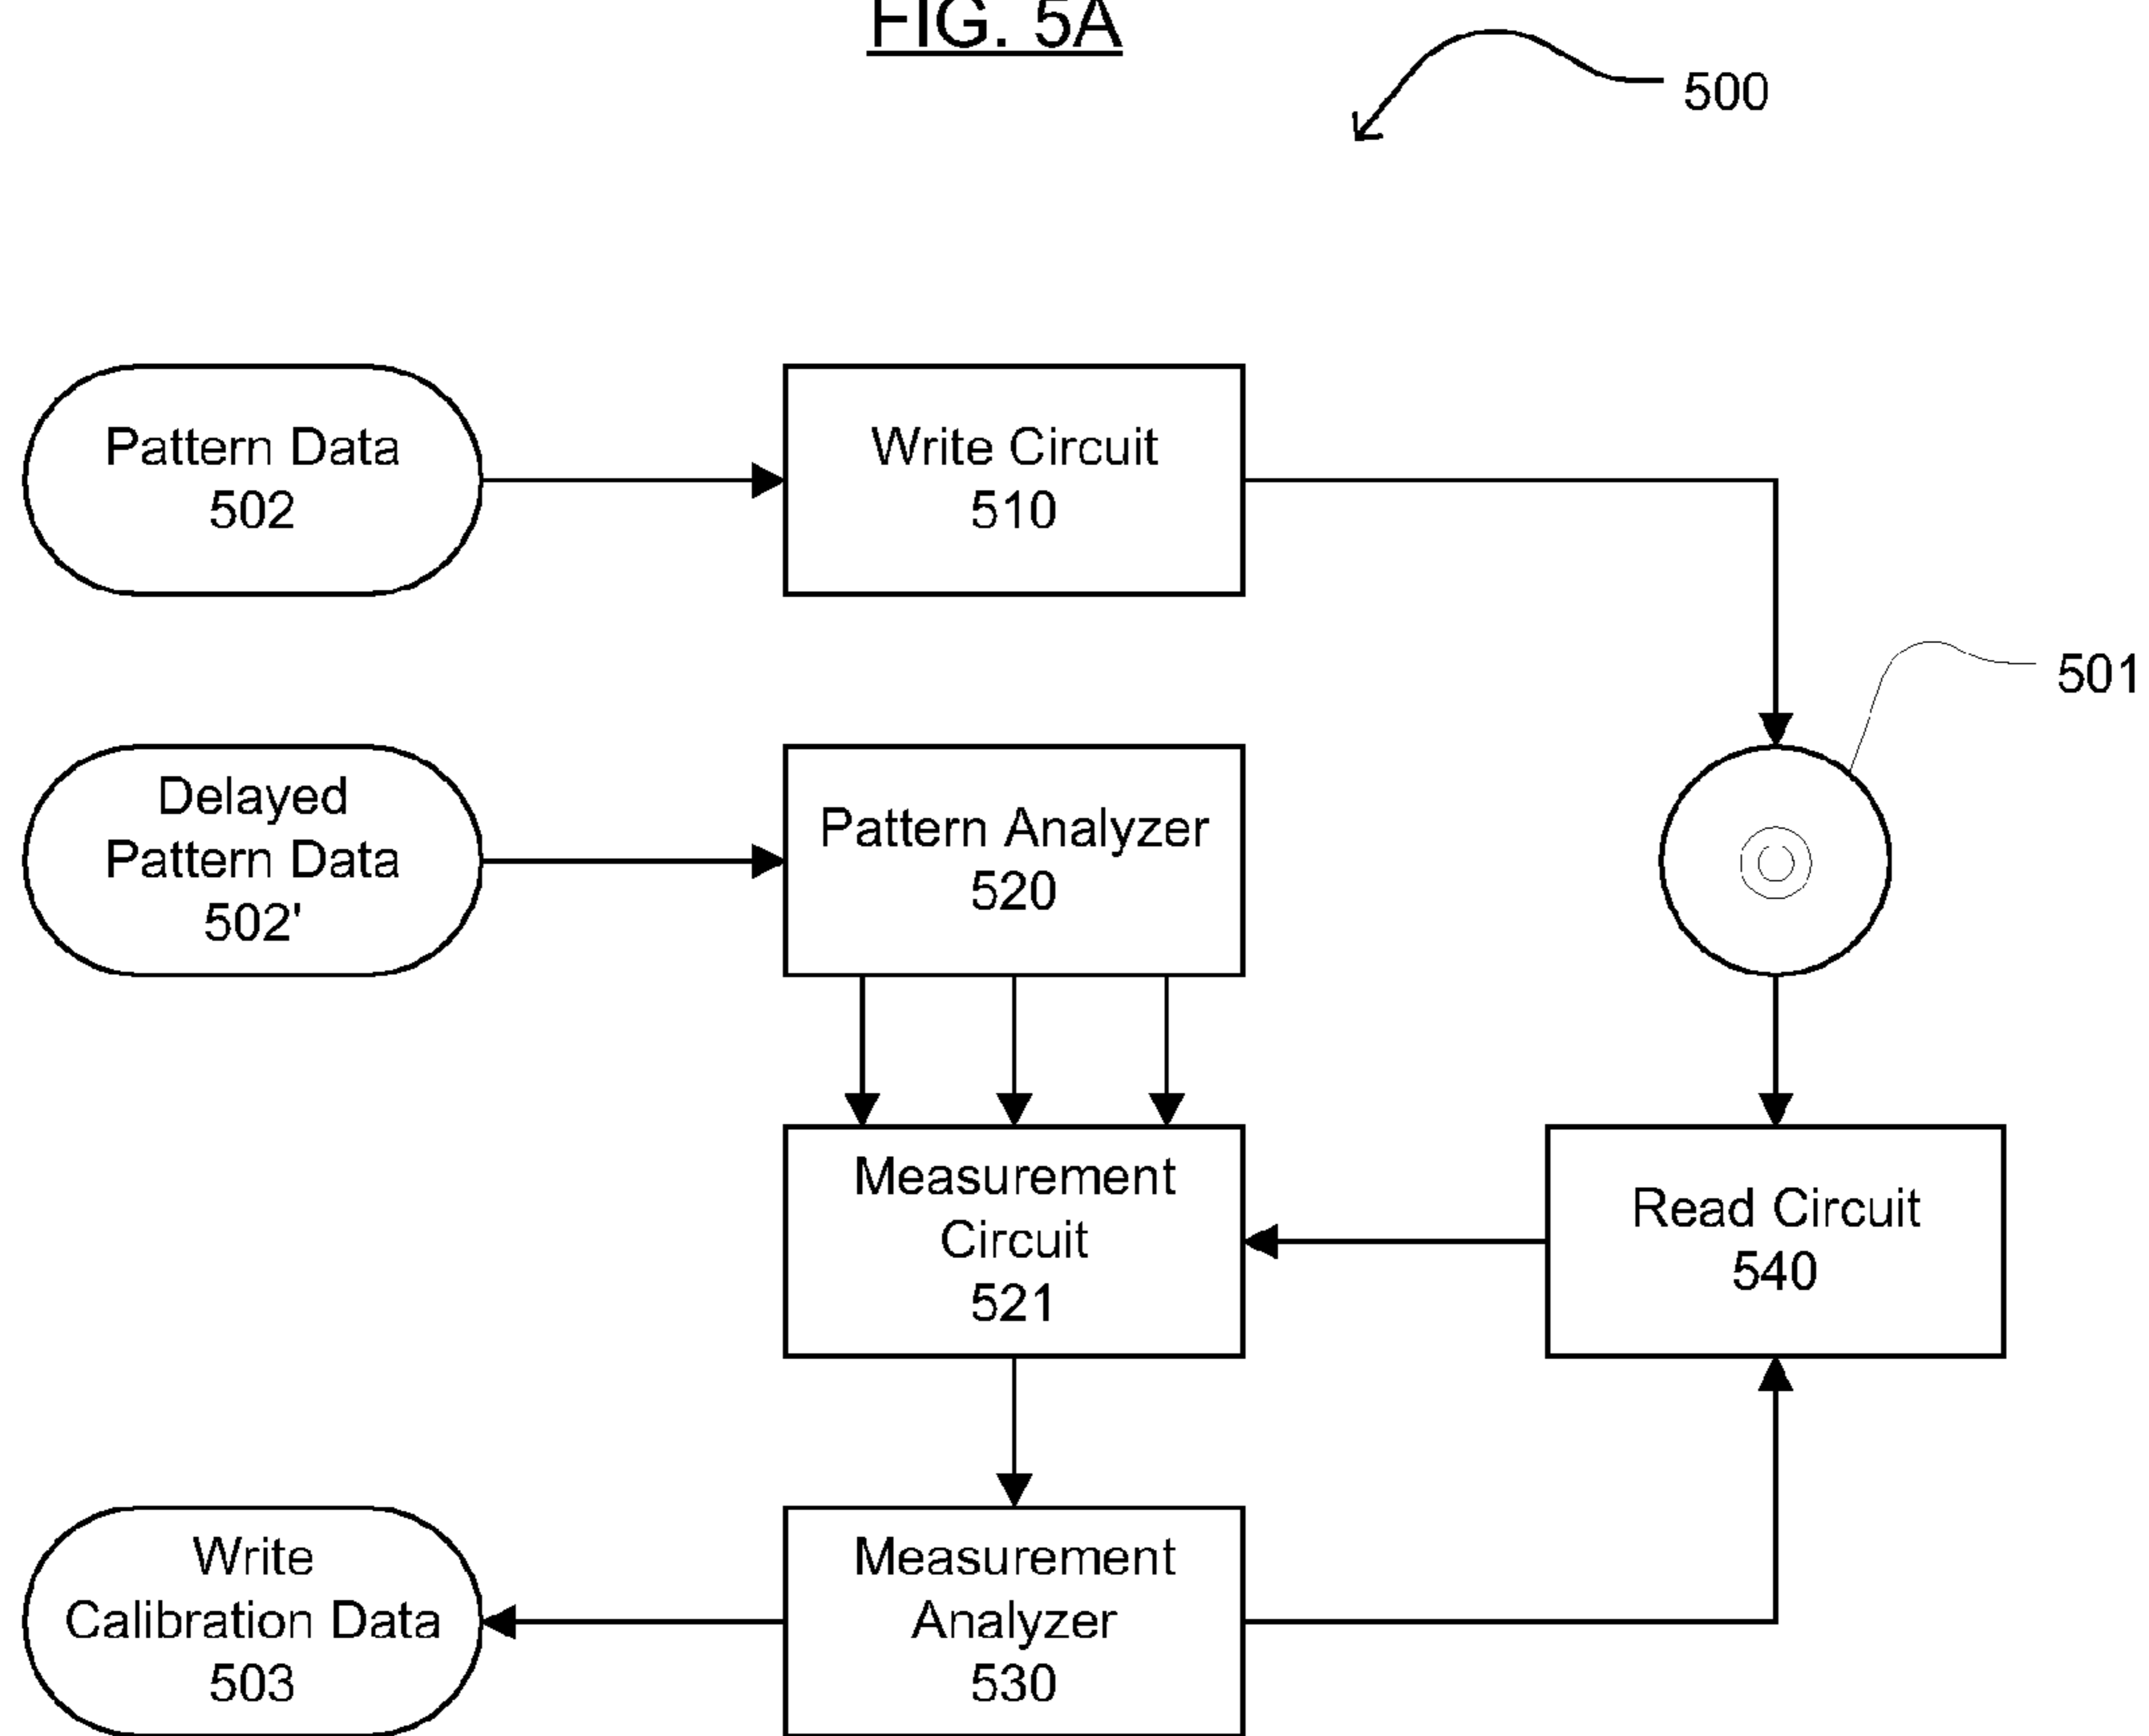 FIG. 5A
500
Pattern Data
502
Write Circuit
510
501
Delayed
Pattern Data
502'
Pattern Analyzer
520
Measurement
Circuit
521
Read Circuit
540
Write
Calibration Data
503
Measurement
Analyzer
530